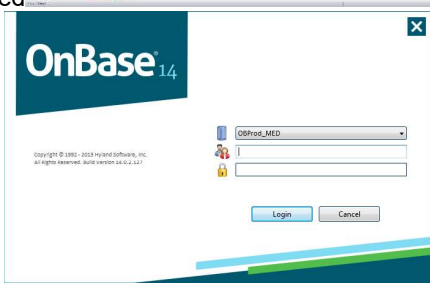 ed
OnBase® 14
OBProd_MED
Copyright © 1992 - 2015 Hyland Software, Inc.
All Rights Reserved. Build Version 14.0.2.127
Login Cancel